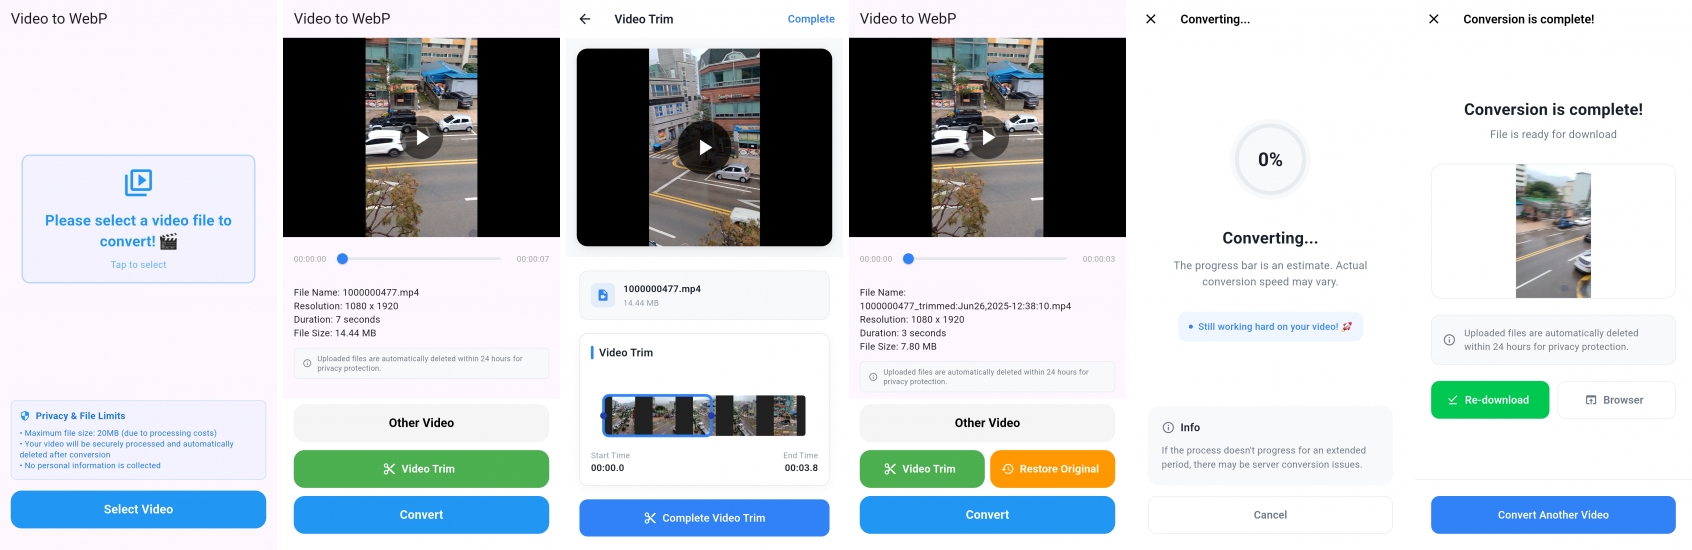 Video to WebP
Please select a video file to
convert! 🎬
Tap to select
Privacy & File Limits
• Maximum file size: 20MB (due to processing costs)
• Your video will be securely processed and automatically
deleted after conversion
• No personal information is collected
Select Video
Video to WebP
00:00:00
00:00:07
File Name: 1000000477.mp4
Resolution: 1080 x 1920
Duration: 7 seconds
File Size: 14.44 MB
Uploaded files are automatically deleted within 24 hours for
privacy protection.
Other Video
Video Trim
Convert
Video Trim
Complete
1000000477.mp4
14.44 MB
Video Trim
Start Time
End Time
00:00.0
00:03.8
Complete Video Trim
Video to WebP
00:00:00
00:00:03
File Name:
1000000477_trimmed:Jun26,2025-12:38:10.mp4
Resolution: 1080 x 1920
Duration: 3 seconds
File Size: 7.80 MB
Uploaded files are automatically deleted within 24 hours for
privacy protection.
Other Video
Video Trim
Restore Original
Convert
Converting...
0%
Converting...
The progress bar is an estimate. Actual
conversion speed may vary.
• Still working hard on your video! 🚀
Info
If the process doesn't progress for an extended
period, there may be server conversion issues.
Cancel
Conversion is complete!
Conversion is complete!
File is ready for download
Uploaded files are automatically deleted
within 24 hours for privacy protection.
Re-download
Browser
Convert Another Video